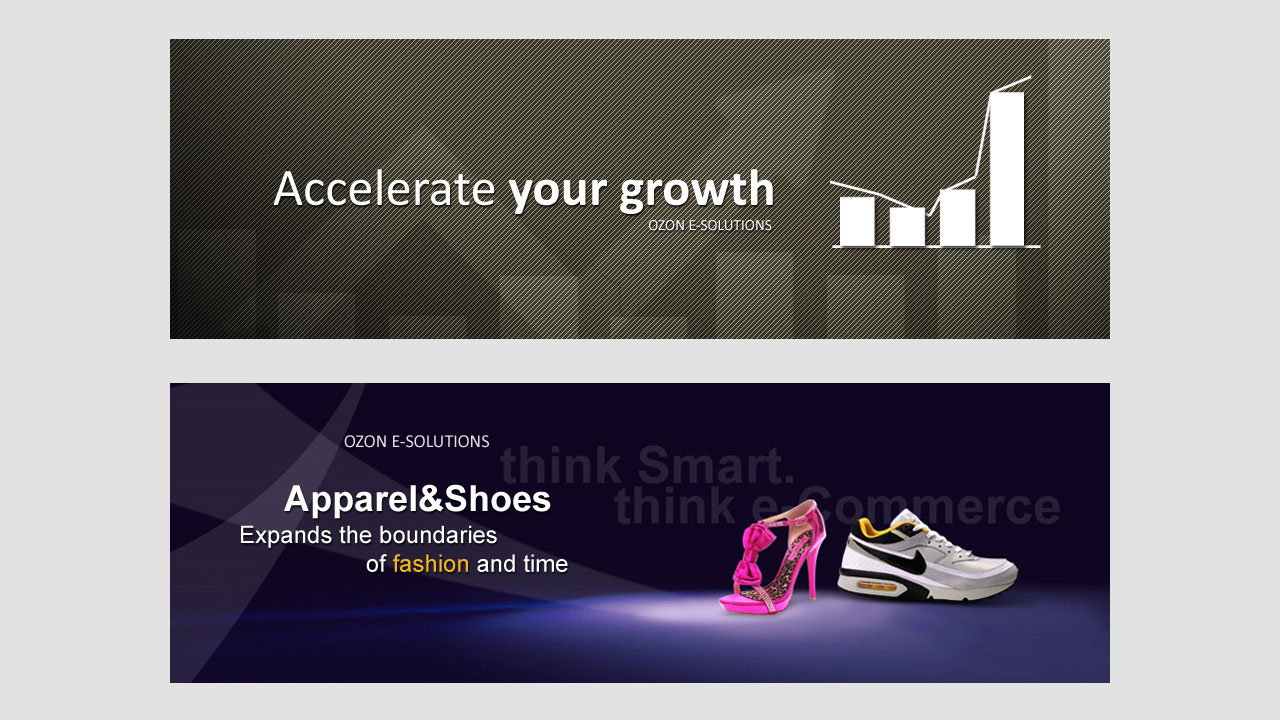 Accelerate your growth
OZON E-SOLUTIONS
OZON E-SOLUTIONS
think Smart.
think e-Commerce
Apparel&Shoes
Expands the boundaries
of fashion and time